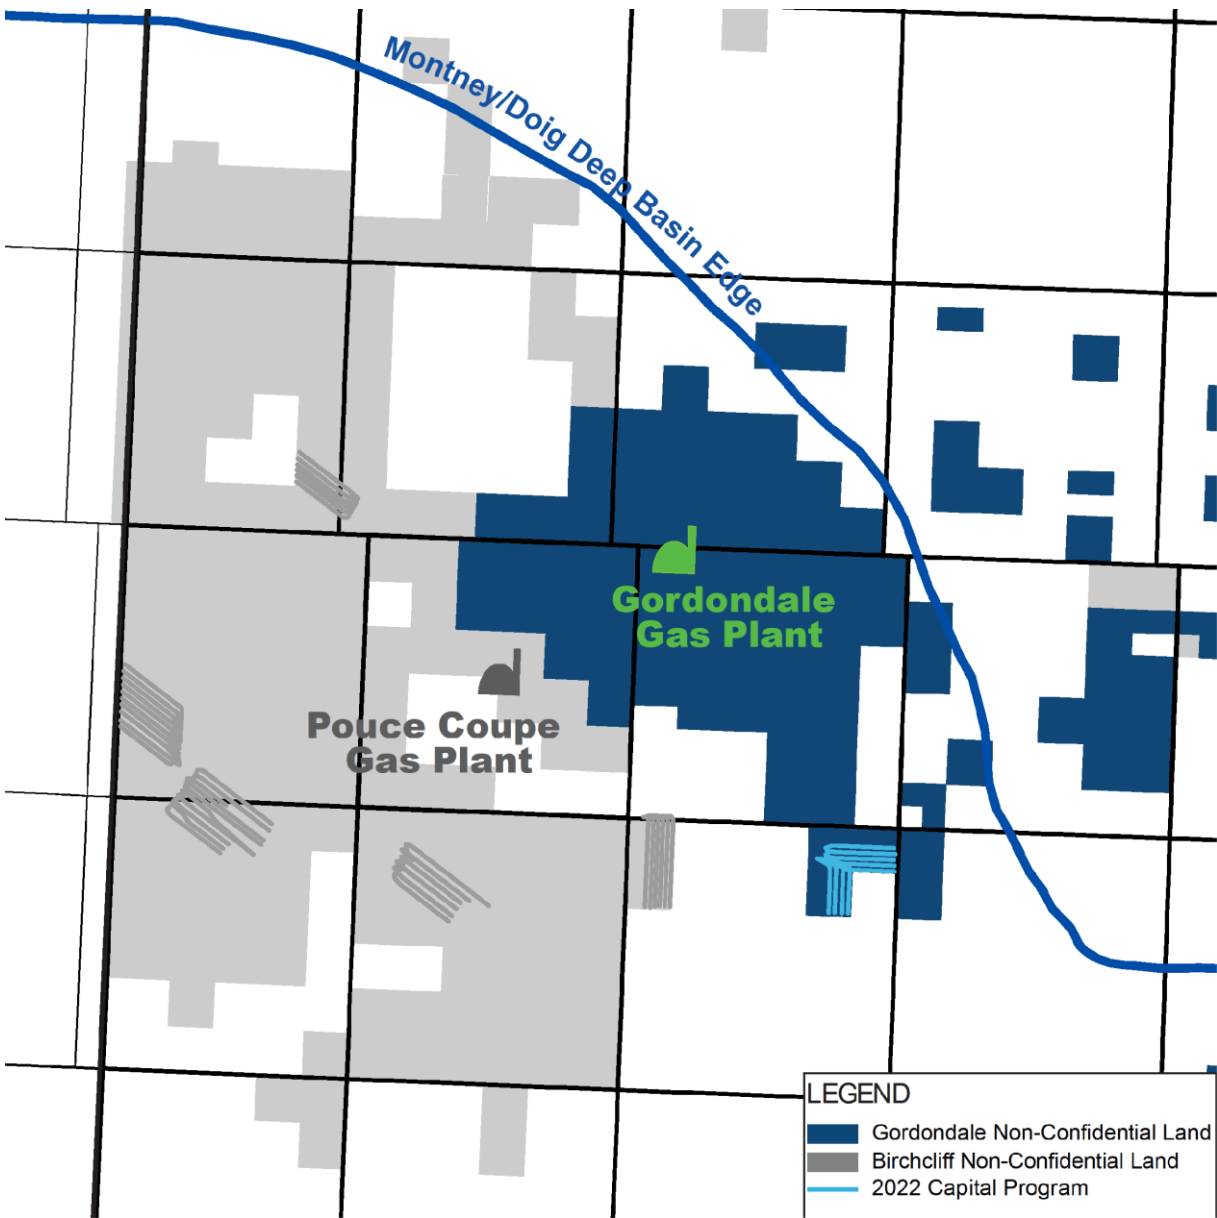 Montney/Doig Deep Basin Edge
Gordondale
Gas Plant
Pouce Coupe
Gas Plant
LEGEND
Gordondale Non-Confidential Land
Birchcliff Non-Confidential Land
2022 Capital Program